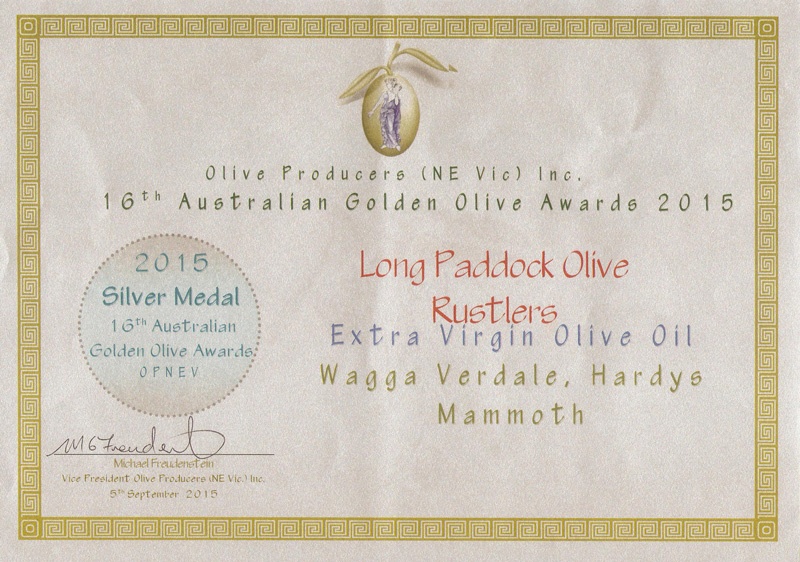 Olive Producers (NE Vic) Inc.
16th Australian Golden Olive Awards 2015
2015
Silver Medal
16th Australian
Golden Olive Awards
OPNEV
Long Paddock Olive
Rustlers
Extra Virgin Olive Oil
Wagga Verdale, Hardys
Mammoth
MGFreudent
Michael Freudenstein
Vice President Olive Producers (NE Vic.) Inc.
5th September 2015